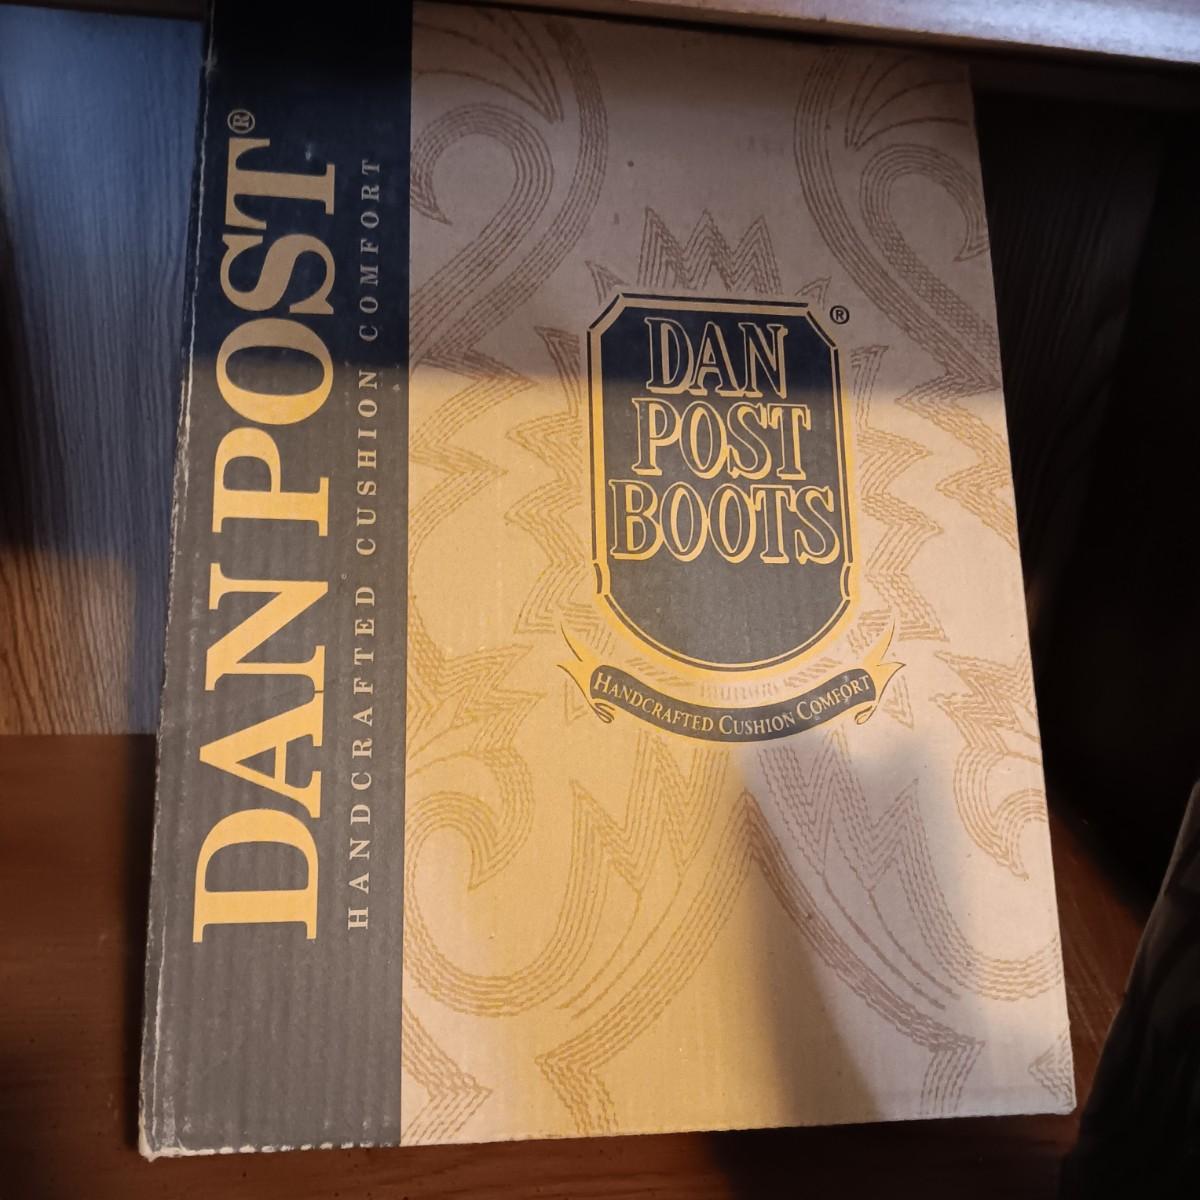 DAN POST®
HANDCRAFTED CUSHION COMFORT
DAN
POST
BOOTS
®
HANDCRAFTED CUSHION COMFORT